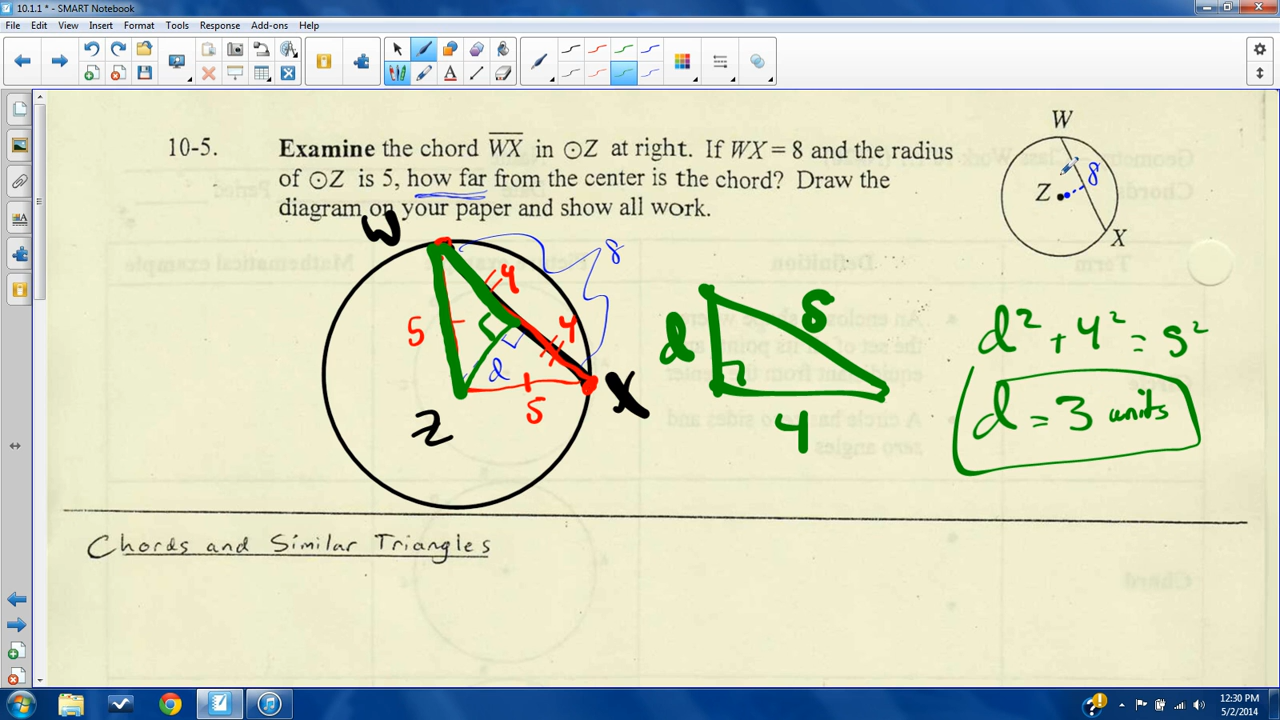 10.1.1 * - SMART Notebook
File Edit View Insert Format Tools Response Add-ons Help
10-5. Examine the chord WX in ⊙Z at right. If WX = 8 and the radius
of ⊙Z is 5, how far from the center is the chord? Draw the
diagram on your paper and show all work.
W
Z
8
X
W
8
4
5
4
d
5
X
Z
d
4
d² + 4² = 5²
d = 3 units
Chords and Similar Triangles
12:30 PM
5/2/2014